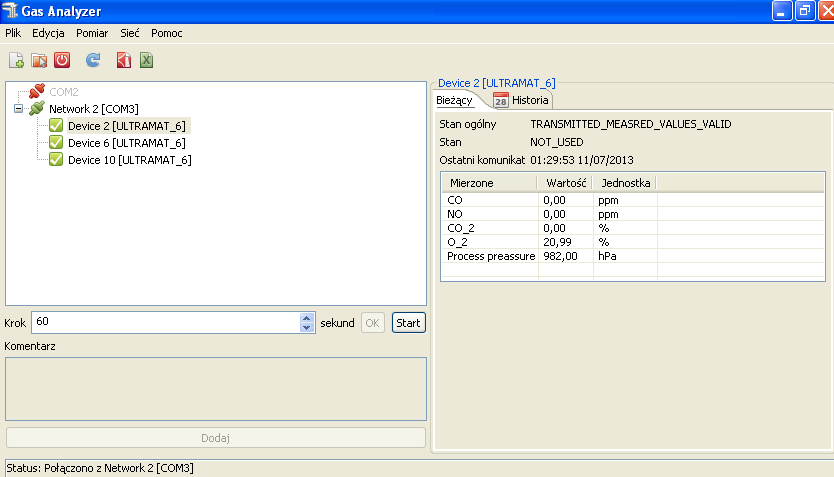 Gas Analyzer
Plik Edycja Pomiar Sieć Pomoc
COM2
Network 2 [COM3]
Device 2 [ULTRAMAT_6]
Device 6 [ULTRAMAT_6]
Device 10 [ULTRAMAT_6]
Krok 60 sekund OK Start
Komentarz
Dodaj
Device 2 [ULTRAMAT_6]
Bieżący 28 Historia
Stan ogólny TRANSMITTED_MEASRED_VALUES_VALID
Stan NOT_USED
Ostatni komunikat 01:29:53 11/07/2013
Mierzone Wartość Jednostka
CO 0,00 ppm
NO 0,00 ppm
CO_2 0,00 %
O_2 20,99 %
Process preassure 982,00 hPa
Status: Połączono z Network 2 [COM3]